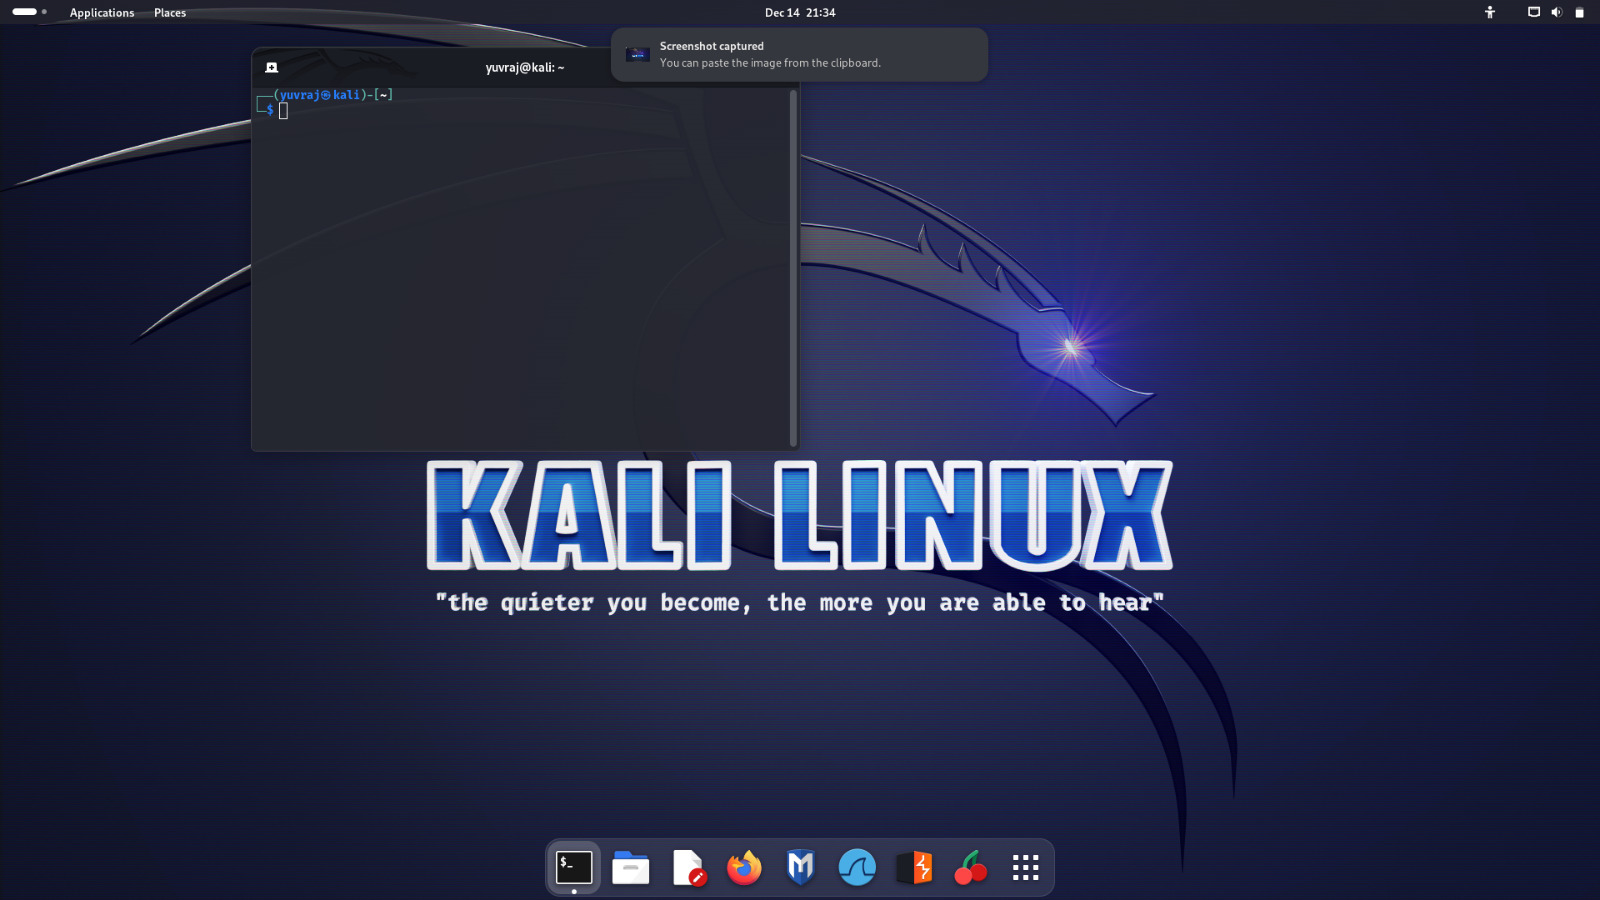 Applications Places Dec 14 21:34
Screenshot captured
You can paste the image from the clipboard.
yuvraj@kali: ~
┌──(yuvraj㉿kali)-[~]
└─$
KALI LINUX
"the quieter you become, the more you are able to hear"
$_